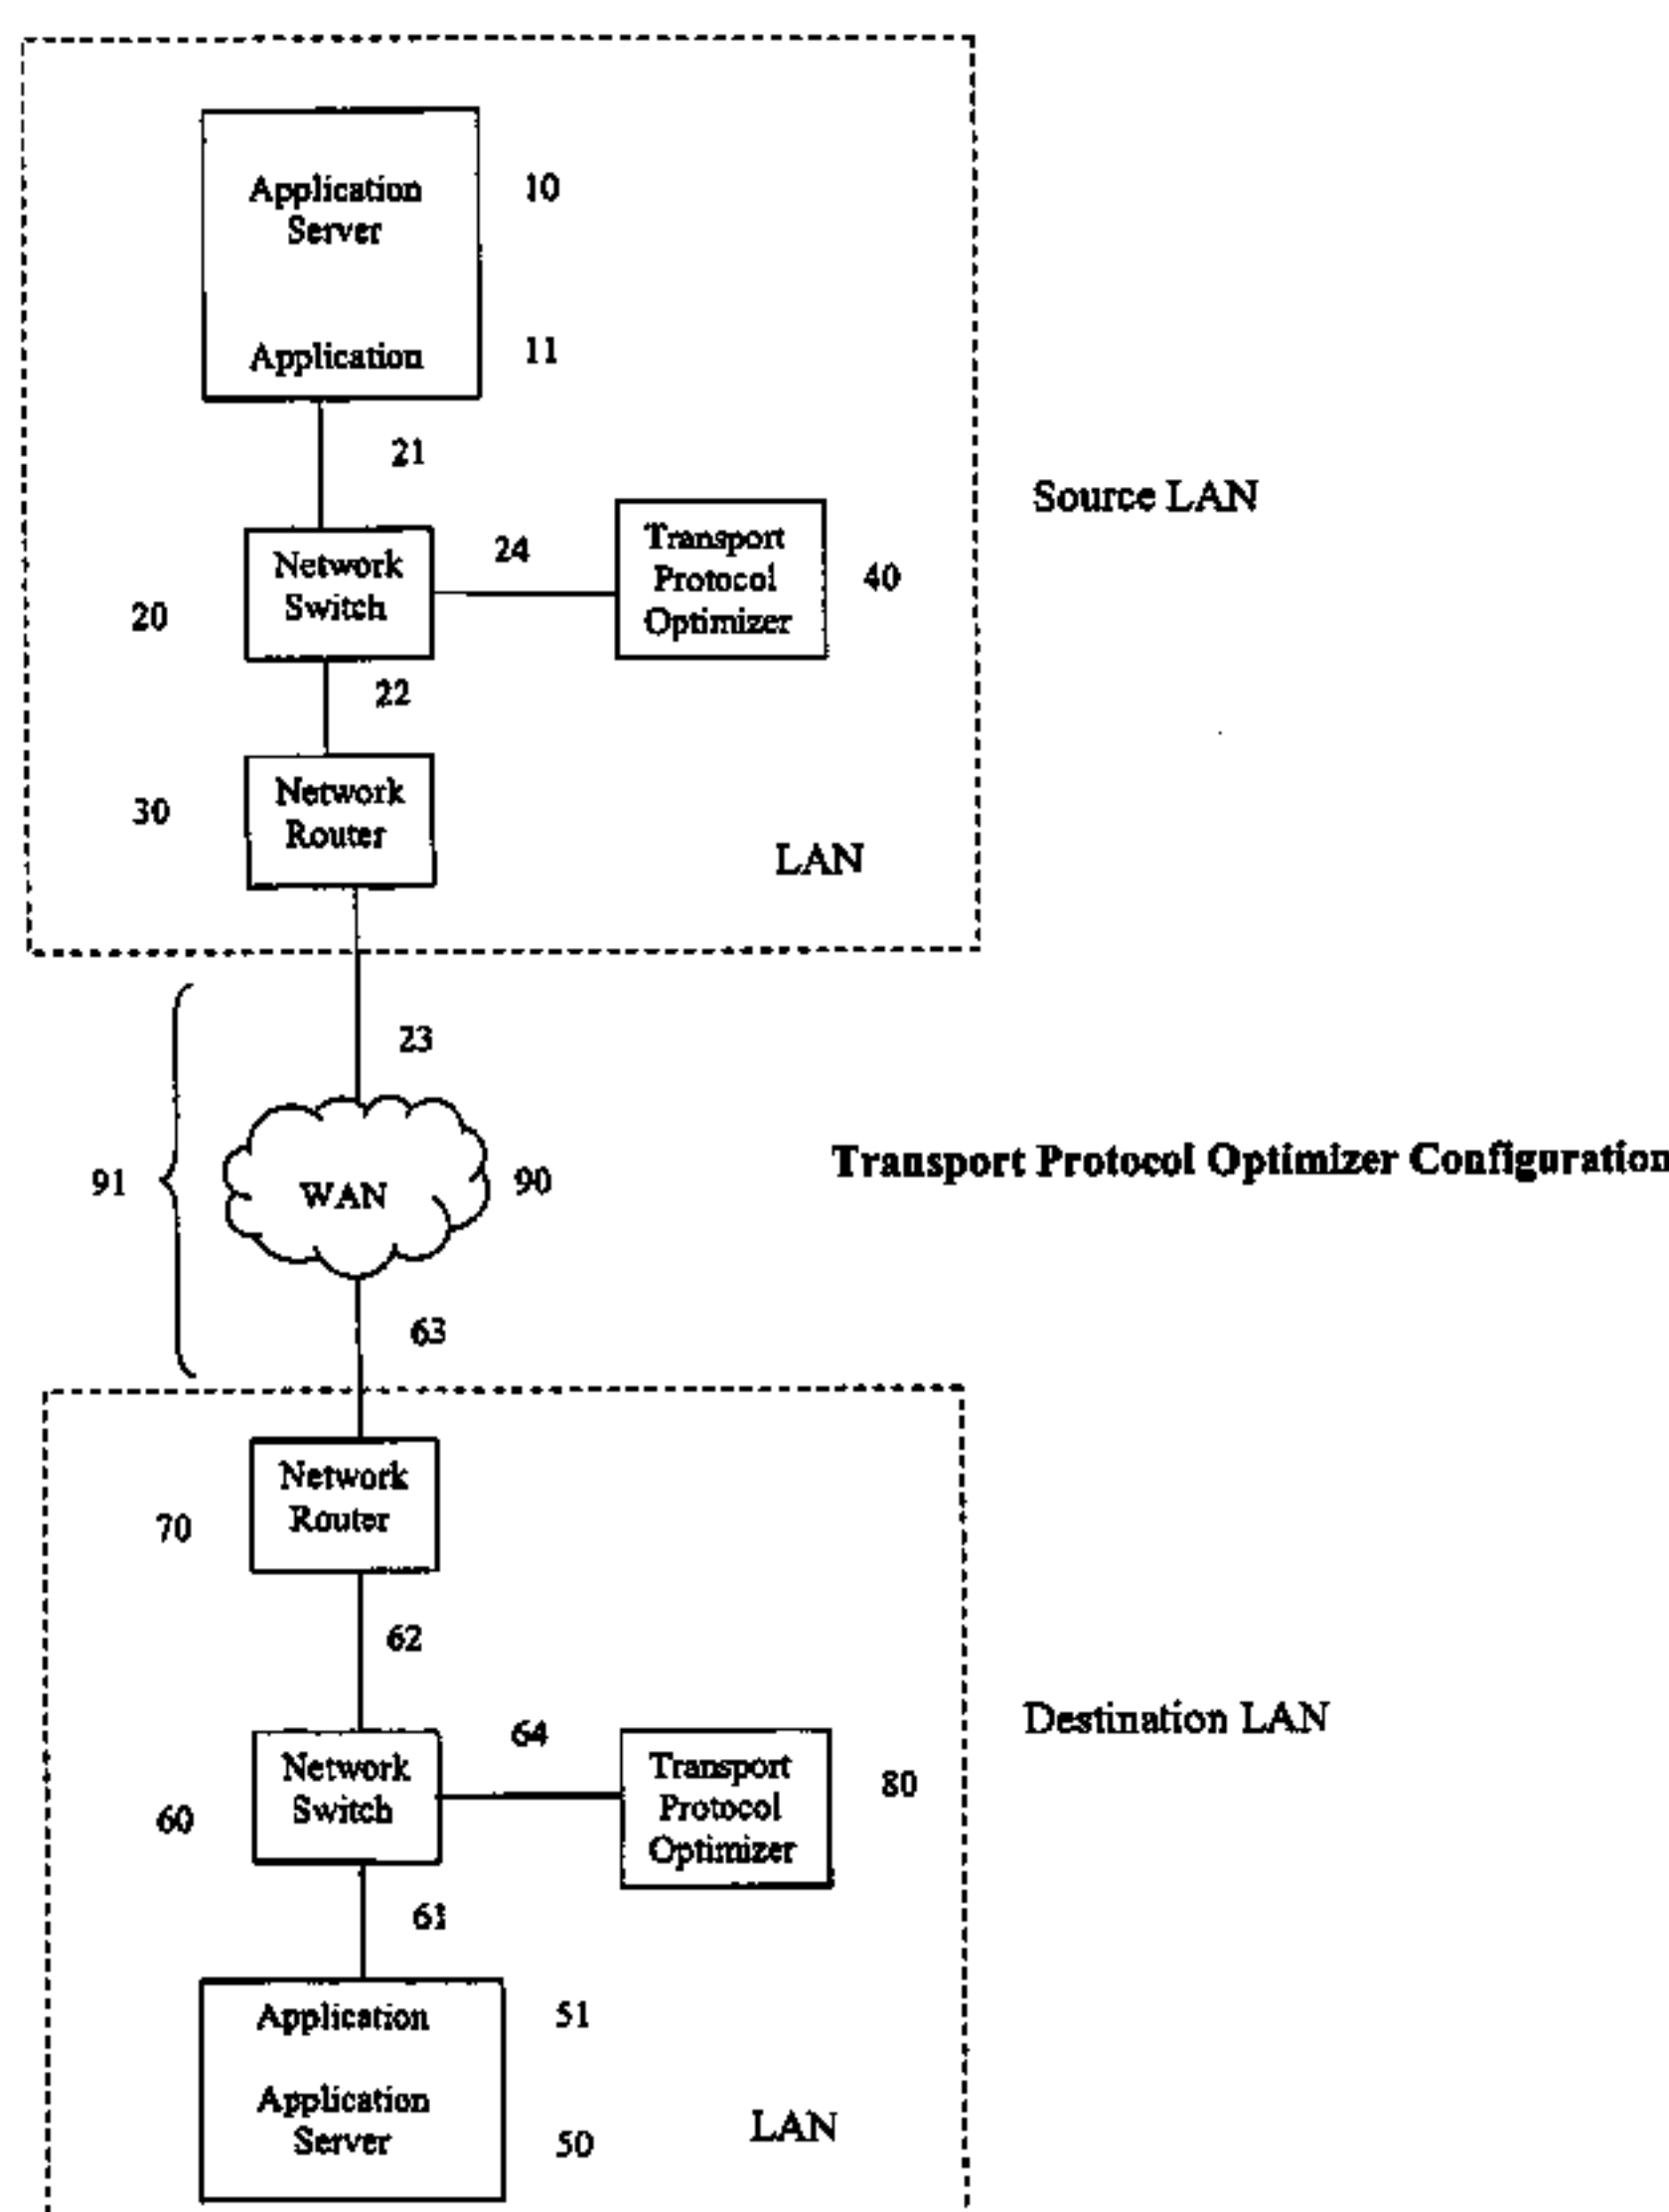 Application
Server
10
Application
11
21
Network
Switch
20
24
Transport
Protocol
Optimizer
40
Source LAN
22
Network
Router
30
LAN
23
WAN
90
91
Transport Protocol Optimizer Configuration
63
Network
Router
70
62
Network
Switch
60
64
Transport
Protocol
Optimizer
80
Destination LAN
61
Application
51
Application
Server
50
LAN